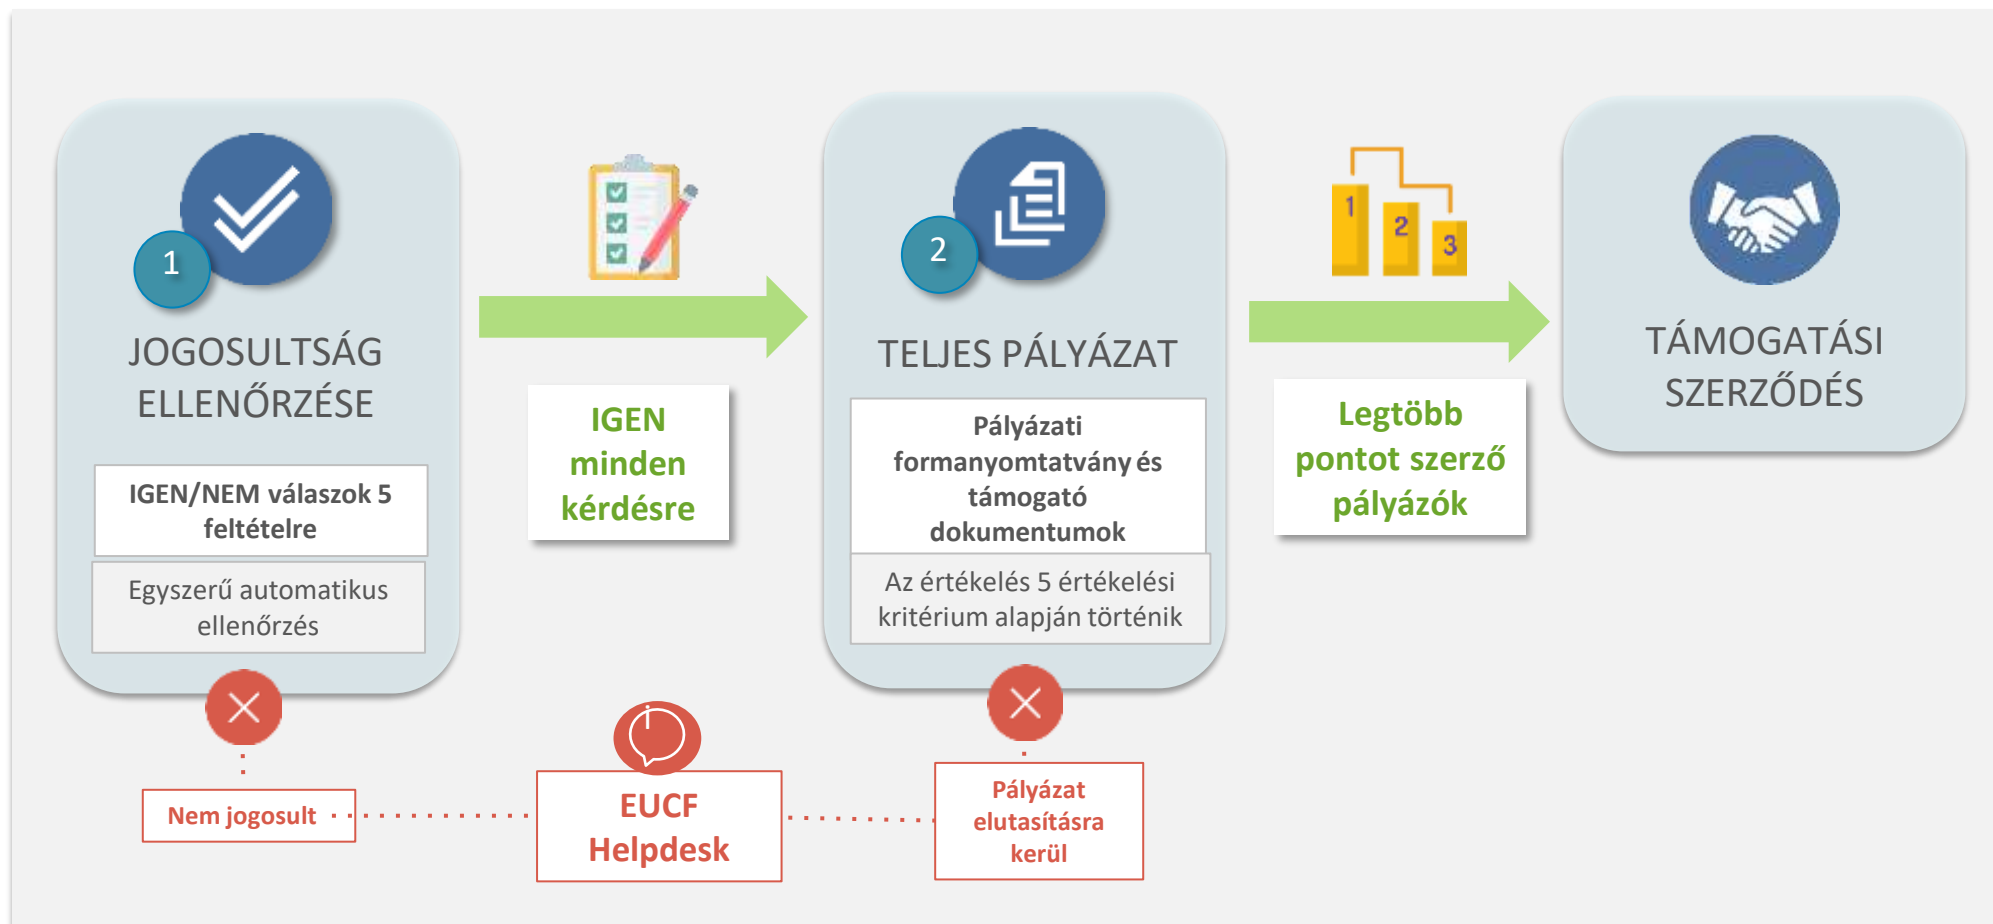 1
JOGOSULTSÁG
ELLENŐRZÉSE
IGEN/NEM válaszok 5
feltételre
Egyszerű automatikus
ellenőrzés
IGEN
minden
kérdésre
2
TELJES PÁLYÁZAT
Pályázati
formanyomtatvány és
támogató
dokumentumok
Az értékelés 5 értékelési
kritérium alapján történik
1
2
3
Legtöbb
pontot szerző
pályázók
TÁMOGATÁSI
SZERZŐDÉS
Nem jogosult
i
EUCF
Helpdesk
Pályázat
elutasításra
kerül